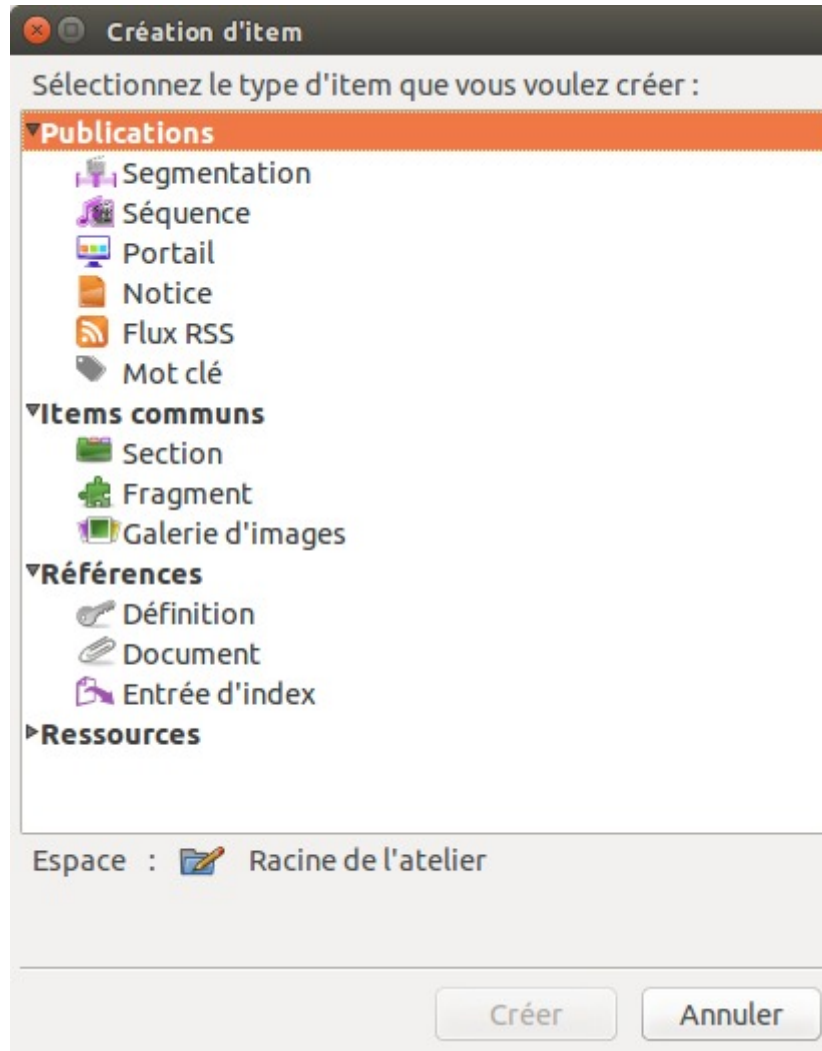 Création d'item
Sélectionnez le type d'item que vous voulez créer :
Publications
Segmentation
Séquence
Portail
Notice
Flux RSS
Mot clé
Items communs
Section
Fragment
Galerie d'images
Références
Définition
Document
Entrée d'index
Ressources
Espace : Racine de l'atelier
Créer Annuler